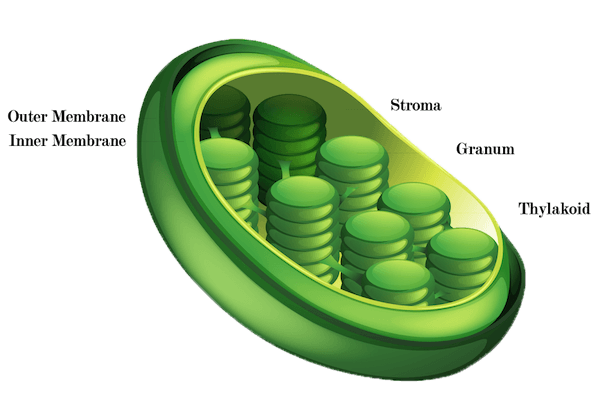 Outer Membrane
Inner Membrane
Stroma
Granum
Thylakoid